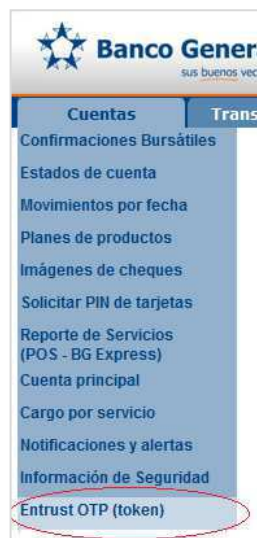 Banco Gener
sus buenos vec
Cuentas
Trans
Confirmaciones Bursátiles
Estados de cuenta
Movimientos por fecha
Planes de productos
Imágenes de cheques
Solicitar PIN de tarjetas
Reporte de Servicios
(POS - BG Express)
Cuenta principal
Cargo por servicio
Notificaciones y alertas
Información de Seguridad
Entrust OTP (token)